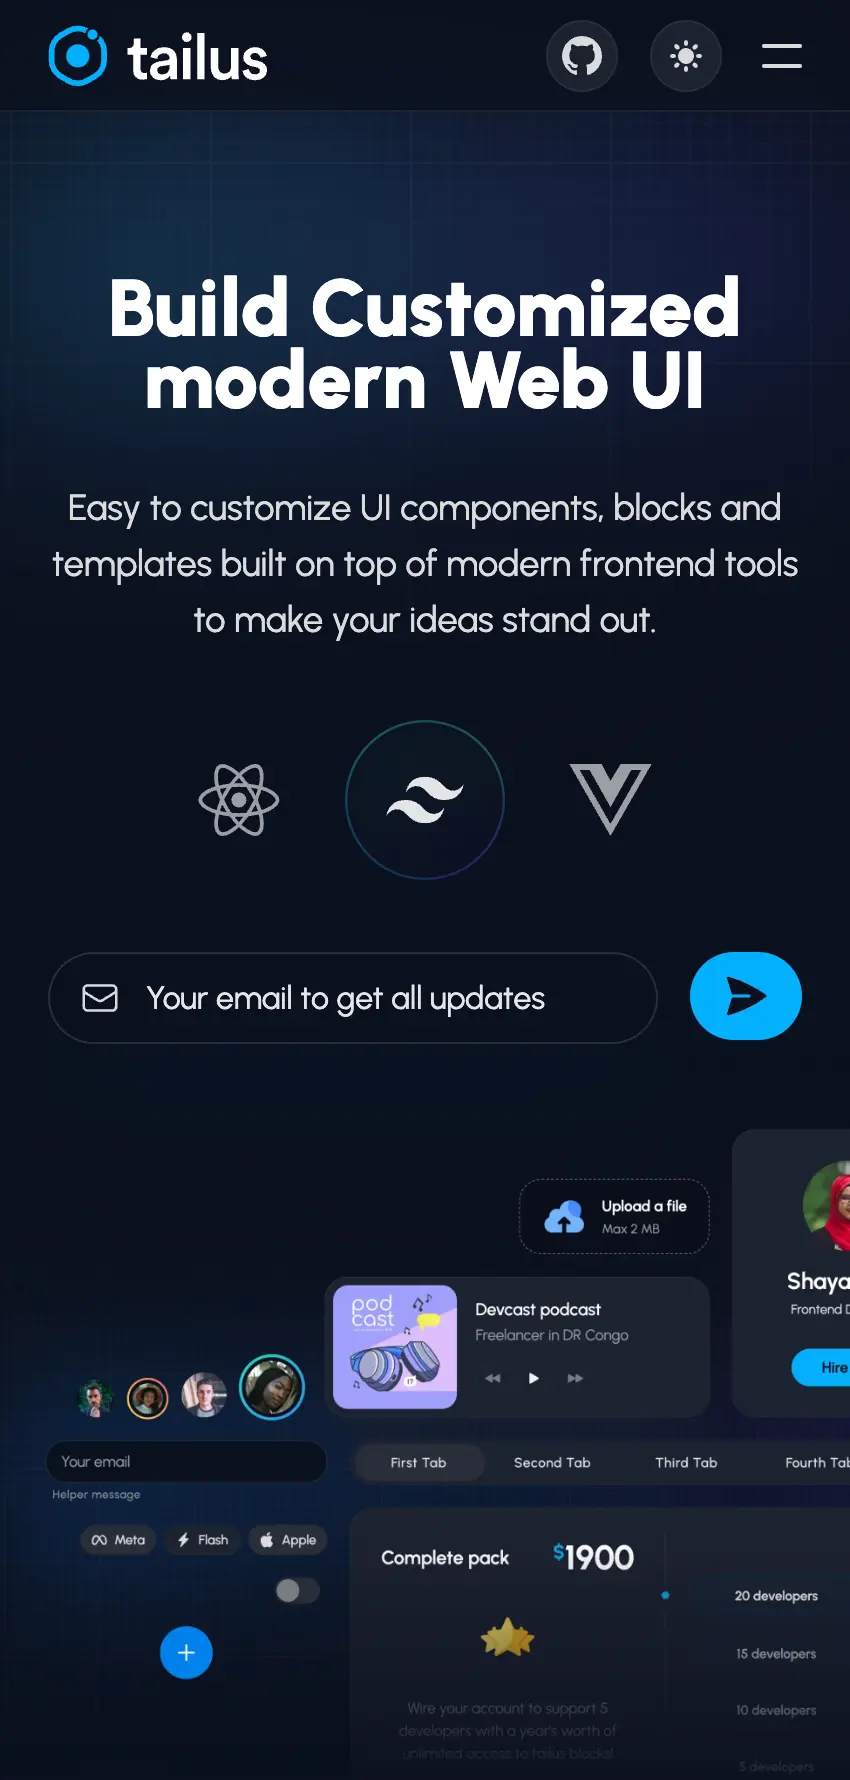 tailus
Build Customized
modern Web UI
Easy to customize UI components, blocks and
templates built on top of modern frontend tools
to make your ideas stand out.
Your email to get all updates
Upload a file
Max 2 MB
Shaya
Frontend D
Hire
pod
cast
Devcast podcast
Freelancer in DR Congo
Your email
Helper message
First Tab
Second Tab
Third Tab
Fourth Tab
Meta
Flash
Apple
Complete pack
$1900
20 developers
15 developers
10 developers
5 developers
Wire your account to support 5
developers with a year's worth of
unlimited access to tailus blocks!